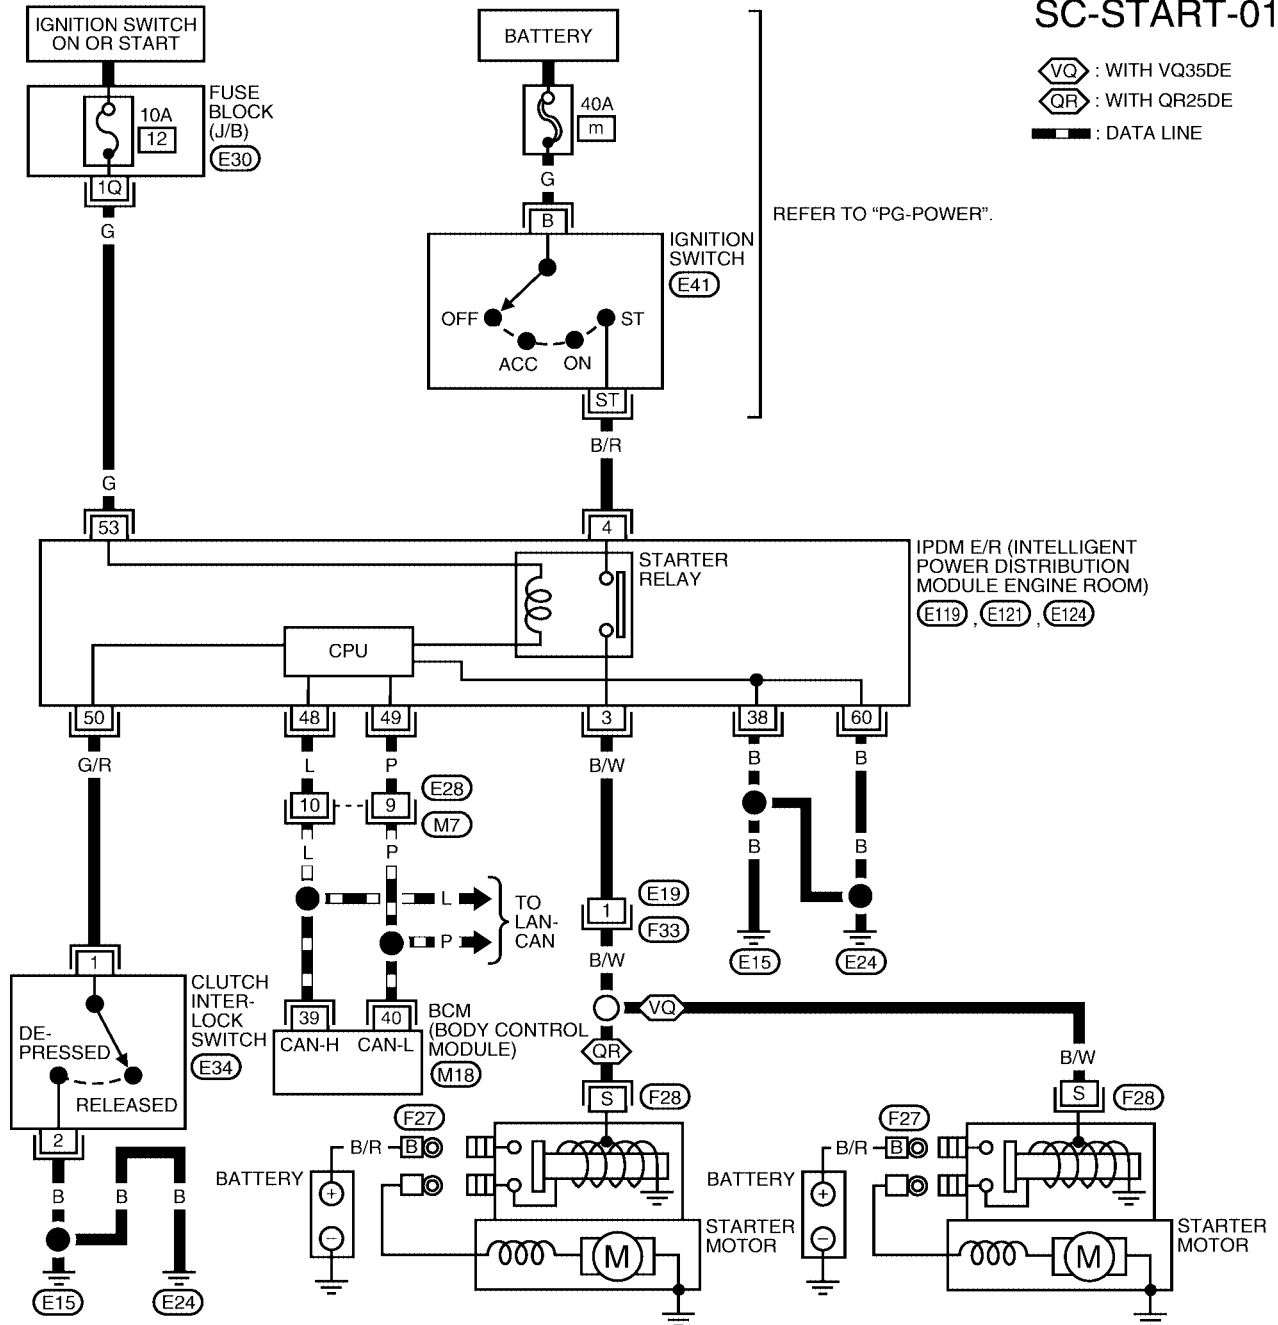 SC-START-01
IGNITION SWITCH
ON OR START
BATTERY
VQ : WITH VQ35DE
QR : WITH QR25DE
: DATA LINE
FUSE
BLOCK
(J/B)
E30
10A
12
40A
m
1Q
G
G
B
REFER TO “PG-POWER”.
IGNITION
SWITCH
E41
OFF
ST
ACC
ON
ST
B/R
G
53
4
STARTER
RELAY
IPDM E/R (INTELLIGENT
POWER DISTRIBUTION
MODULE ENGINE ROOM)
E119 , E121 , E124
CPU
50
48
49
3
38
60
G/R
L
P
B/W
B
B
10
9
E28
M7
L
P
B
B
L
P
TO
LAN-
CAN
1
E19
F33
B/W
E15
E24
1
CLUTCH
INTER-
LOCK
SWITCH
E34
DE-
PRESSED
RELEASED
2
39
40
CAN-H
CAN-L
BCM
(BODY CONTROL
MODULE)
M18
VQ
QR
B/W
S
F28
S
F28
F27
B/R
B
BATTERY
+
−
STARTER
MOTOR
M
F27
B/R
B
BATTERY
+
−
STARTER
MOTOR
M
B
B
B
E15
E24